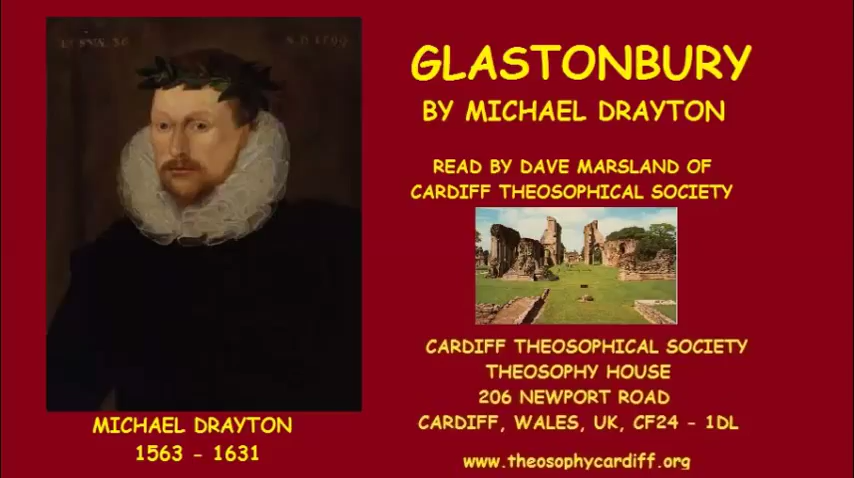 GLASTONBURY
BY MICHAEL DRAYTON
READ BY DAVE MARSLAND OF
CARDIFF THEOSOPHICAL SOCIETY
CARDIFF THEOSOPHICAL SOCIETY
THEOSOPHY HOUSE
206 NEWPORT ROAD
CARDIFF, WALES, UK, CF24 - 1DL
www.theosophycardiff.org
MICHAEL DRAYTON
1563 - 1631